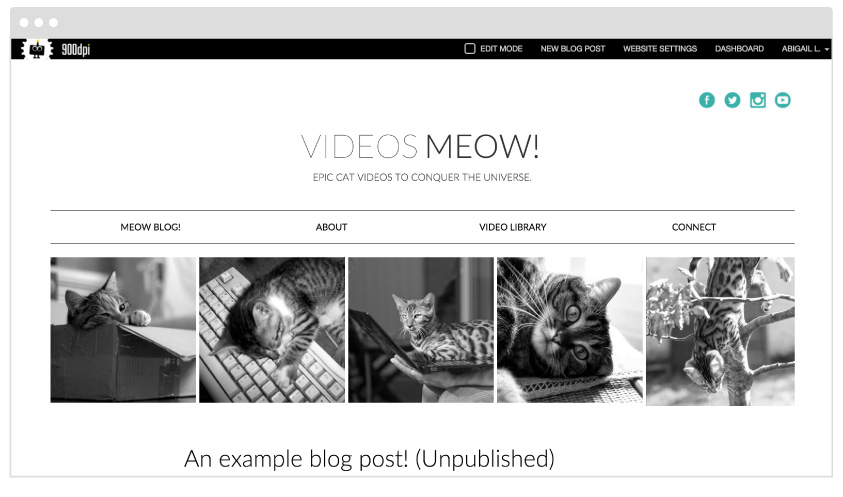 900dpi EDIT MODE NEW BLOG POST WEBSITE SETTINGS DASHBOARD ABIGAIL L.
VIDEOS MEOW!
EPIC CAT VIDEOS TO CONQUER THE UNIVERSE.
MEOW BLOG! ABOUT VIDEO LIBRARY CONNECT
An example blog post! (Unpublished)